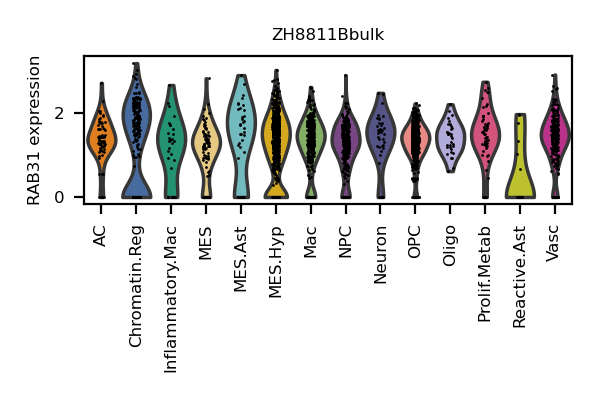 ZH8811Bbulk
RAB31 expression
2
0
AC
Chromatin.Reg
Inflammatory.Mac
MES
MES.Ast
MES.Hyp
Mac
NPC
Neuron
OPC
Oligo
Prolif.Metab
Reactive.Ast
Vasc